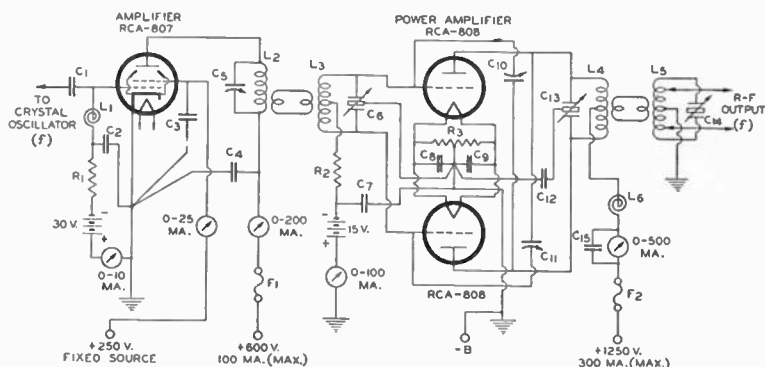 AMPLIFIER
RCA-807
POWER AMPLIFIER
RCA-808
C1
L1
TO
CRYSTAL
OSCILLATOR
(f)
C2
C3
R1
30 V.
-
+
0-10
MA.
0-25
MA.
+250 V.
FIXED SOURCE
C5
L2
C4
0-200
MA.
F1
+600 V.
100 MA.(MAX.)
L3
C6
R2
C7
-
+
15V.
0-100
MA.
R3
C8
C9
RCA-808
-B
C10
C11
C12
C13
L4
L5
C14
R-F
OUTPUT
(f)
L6
C15
0-500
MA.
F2
+1250 V.
300 MA.(MAX.)